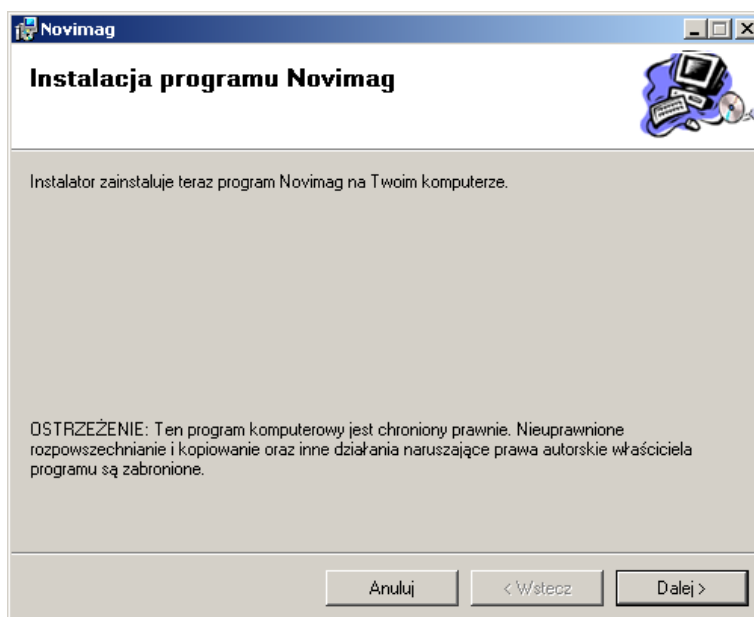 Novimag
Instalacja programu Novimag
Instalator zainstaluje teraz program Novimag na Twoim komputerze.
OSTRZEŻENIE: Ten program komputerowy jest chroniony prawnie. Nieuprawnione
rozpowszechnianie i kopiowanie oraz inne działania naruszające prawa autorskie właściciela
programu są zabronione.
Anuluj
< Wstecz
Dalej >